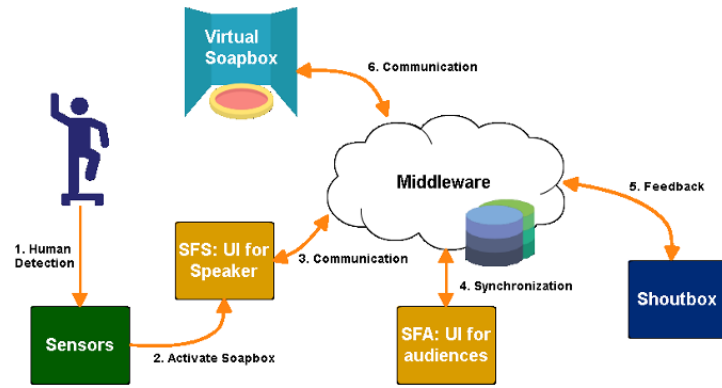 Virtual
Soapbox
6. Communication
Middleware
5. Feedback
1. Human
Detection
SFS: UI for
Speaker
3. Communication
4. Synchronization
Shoutbox
Sensors
2. Activate Soapbox
SFA: UI for
audiences